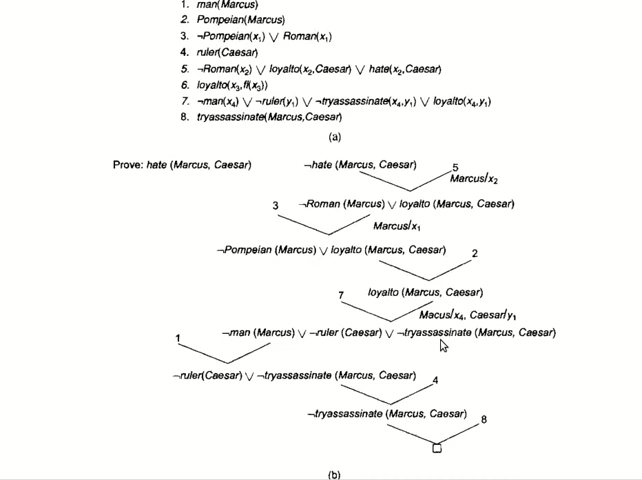 1. man(Marcus)
2. Pompeian(Marcus)
3. ¬Pompeian(x₁) ∨ Roman(x₁)
4. ruler(Caesar)
5. ¬Roman(x₂) ∨ loyalto(x₂,Caesar) ∨ hate(x₂,Caesar)
6. loyalto(x₃,fl(x₃))
7. ¬man(x₄) ∨ ¬ruler(y₁) ∨ ¬tryassassinate(x₄,y₁) ∨ loyalto(x₄,y₁)
8. tryassassinate(Marcus,Caesar)
(a)
Prove: hate (Marcus, Caesar) ¬hate (Marcus, Caesar) 5
Marcus/x₂
3 ¬Roman (Marcus) ∨ loyalto (Marcus, Caesar)
Marcus/x₁
¬Pompeian (Marcus) ∨ loyalto (Marcus, Caesar) 2
7 loyalto (Marcus, Caesar)
Macus/x₄, Caesar/y₁
1 ¬man (Marcus) ∨ ¬ruler (Caesar) ∨ ¬tryassassinate (Marcus, Caesar)
¬ruler(Caesar) ∨ ¬tryassassinate (Marcus, Caesar) 4
¬tryassassinate (Marcus, Caesar) 8
(b)